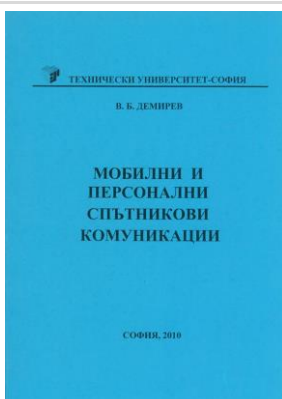 ТЕХНИЧЕСКИ УНИВЕРСИТЕТ-СОФИЯ
В. Б. ДЕМИРЕВ
МОБИЛНИ И
ПЕРСОНАЛНИ
СПЪТНИКОВИ
КОМУНИКАЦИИ
СОФИЯ, 2010